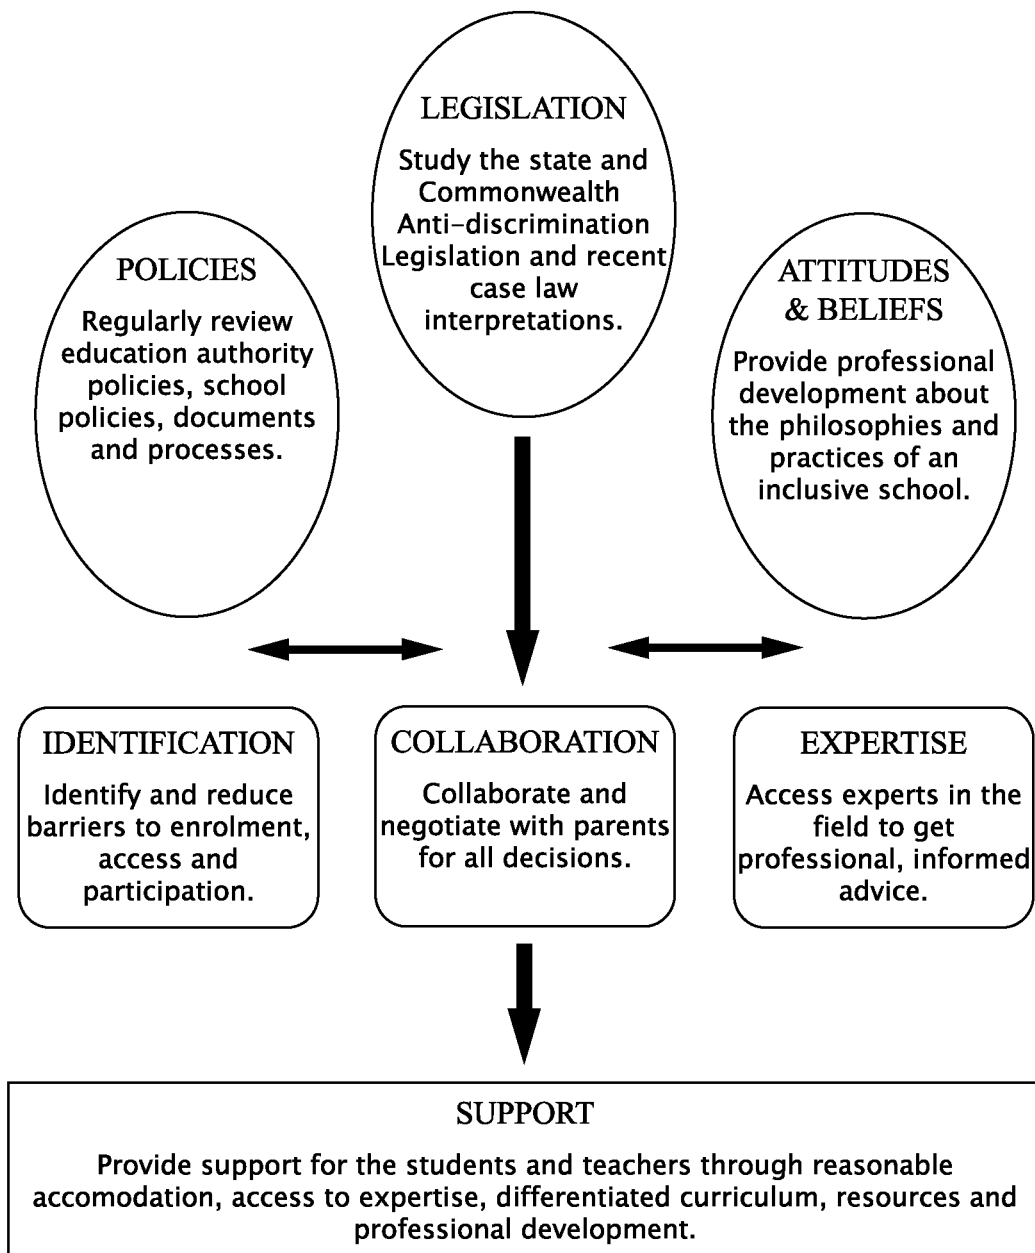 LEGISLATION
Study the state and
Commonwealth
Anti-discrimination
Legislation and recent
case law
interpretations.
POLICIES
Regularly review
education authority
policies, school
policies, documents
and processes.
ATTITUDES
& BELIEFS
Provide professional
development about
the philosophies and
practices of an
inclusive school.
IDENTIFICATION
Identify and reduce
barriers to enrolment,
access and
participation.
COLLABORATION
Collaborate and
negotiate with parents
for all decisions.
EXPERTISE
Access experts in the
field to get
professional, informed
advice.
SUPPORT
Provide support for the students and teachers through reasonable
accomodation, access to expertise, differentiated curriculum, resources and
professional development.